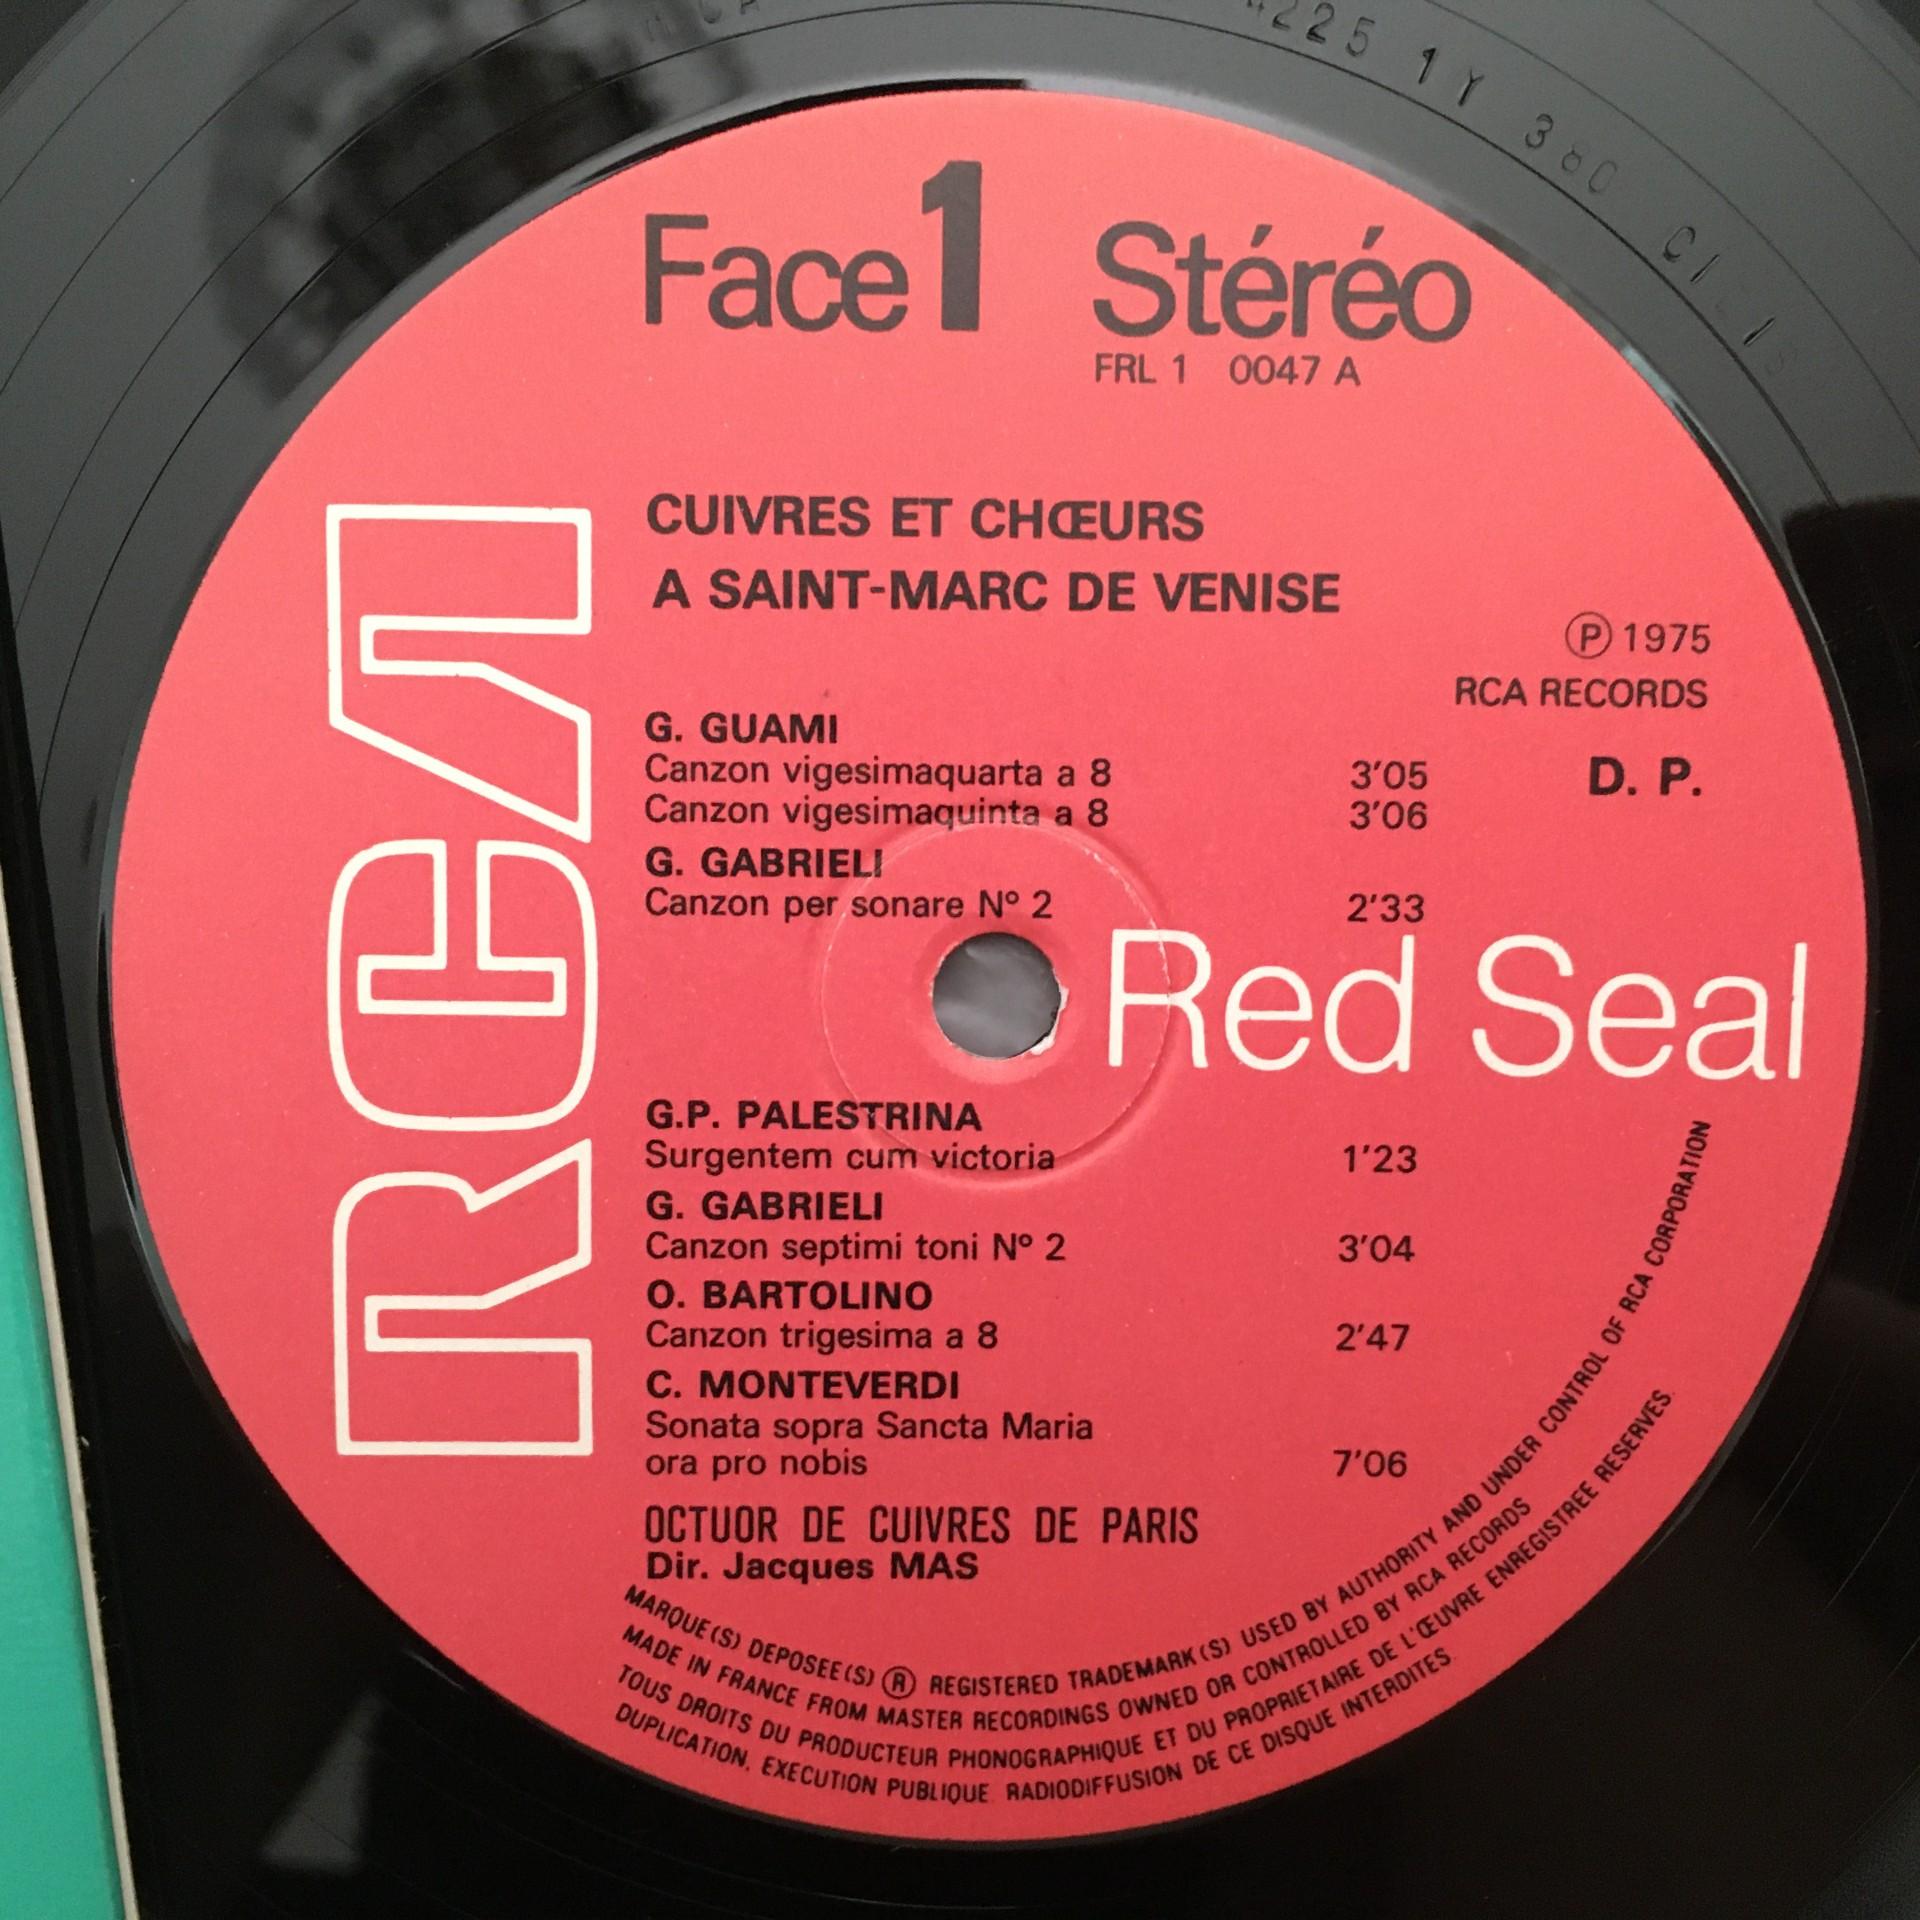 4225 1Y 380
Face 1 Stéréo
FRL 1 0047 A
CUIVRES ET CHŒURS
A SAINT-MARC DE VENISE
Ⓟ 1975
RCA RECORDS
D. P.
RCA
G. GUAMI
Canzon vigesimaquarta a 8 3'05
Canzon vigesimaquinta a 8 3'06
G. GABRIELI
Canzon per sonare Nº 2 2'33
Red Seal
G.P. PALESTRINA
Surgentem cum victoria 1'23
G. GABRIELI
Canzon septimi toni Nº 2 3'04
O. BARTOLINO
Canzon trigesima a 8 2'47
C. MONTEVERDI
Sonata sopra Sancta Maria
ora pro nobis 7'06
OCTUOR DE CUIVRES DE PARIS
Dir. Jacques MAS
MARQUE(S) DEPOSEE(S) ® REGISTERED TRADEMARK(S) USED BY AUTHORITY AND UNDER CONTROL OF RCA CORPORATION
MADE IN FRANCE FROM MASTER RECORDINGS OWNED OR CONTROLLED BY RCA RECORDS
TOUS DROITS DU PRODUCTEUR PHONOGRAPHIQUE ET DU PROPRIETAIRE DE L'ŒUVRE ENREGISTREE RESERVES.
DUPLICATION, EXECUTION PUBLIQUE. RADIODIFFUSION DE CE DISQUE INTERDITES.